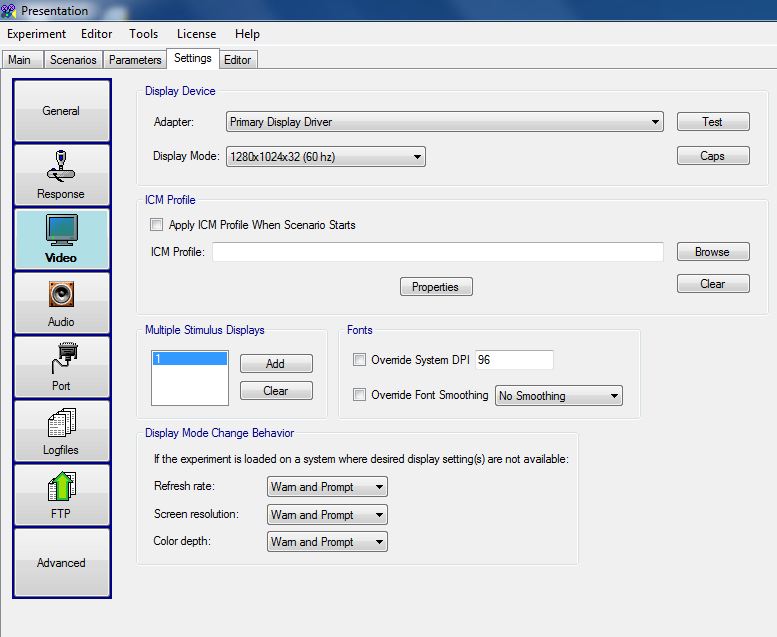 Presentation
Experiment Editor Tools License Help
Main Scenarios Parameters Settings Editor
General
Response
Video
Audio
Port
Logfiles
FTP
Advanced
Display Device
Adapter: Primary Display Driver Test
Display Mode: 1280x1024x32 (60 hz) Caps
ICM Profile
Apply ICM Profile When Scenario Starts
ICM Profile: Browse
Properties Clear
Multiple Stimulus Displays
1
Add
Clear
Fonts
Override System DPI 96
Override Font Smoothing No Smoothing
Display Mode Change Behavior
If the experiment is loaded on a system where desired display setting(s) are not available:
Refresh rate: Warn and Prompt
Screen resolution: Warn and Prompt
Color depth: Warn and Prompt